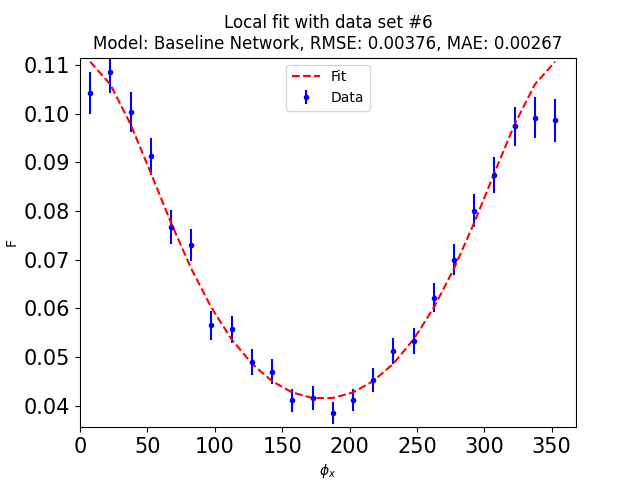 Local fit with data set #6
Model: Baseline Network, RMSE: 0.00376, MAE: 0.00267
Fit
Data
F
0.11
0.10
0.09
0.08
0.07
0.06
0.05
0.04
0 50 100 150 200 250 300 350
ϕₓ